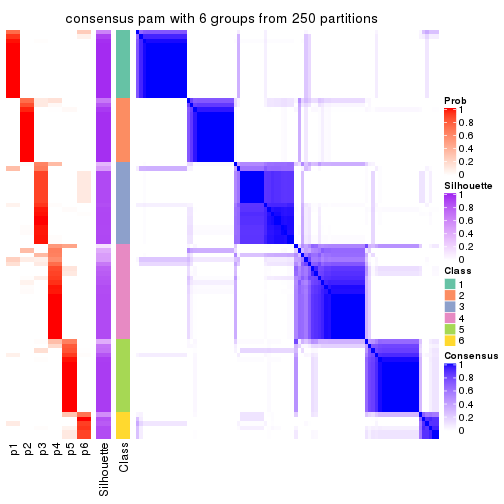 consensus pam with 6 groups from 250 partitions
Prob
1
0.8
0.6
0.4
0.2
0
Silhouette
1
0.8
0.6
0.4
0.2
0
Class
1
2
3
4
5
6
Consensus
1
0.8
0.6
0.4
0.2
0
p1
p2
p3
p4
p5
p6
Silhouette
Class